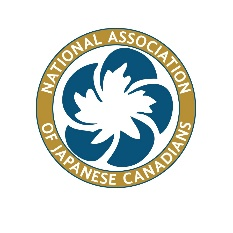 NATIONAL ASSOCIATION
OF JAPANESE CANADIANS